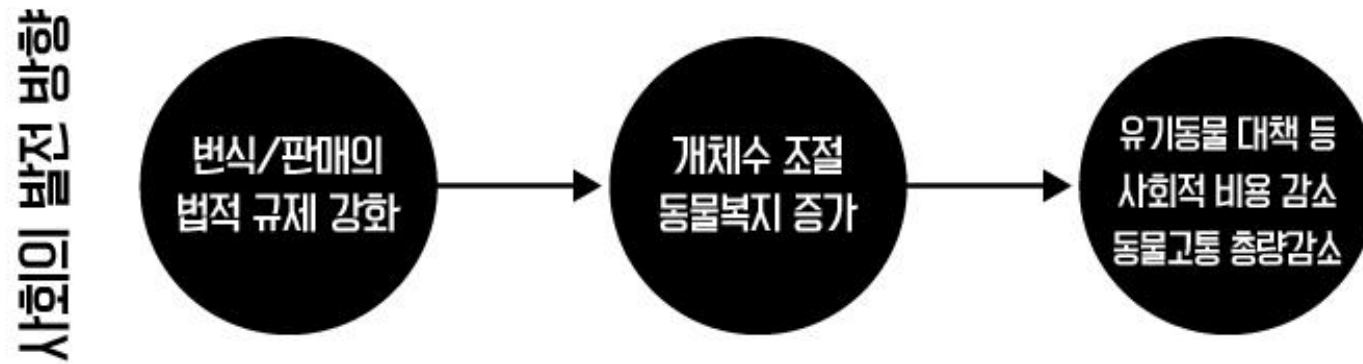 사회의 발전 방향
번식/판매의
법적 규제 강화
개체수 조절
동물복지 증가
유기동물 대책 등
사회적 비용 감소
동물고통 총량감소